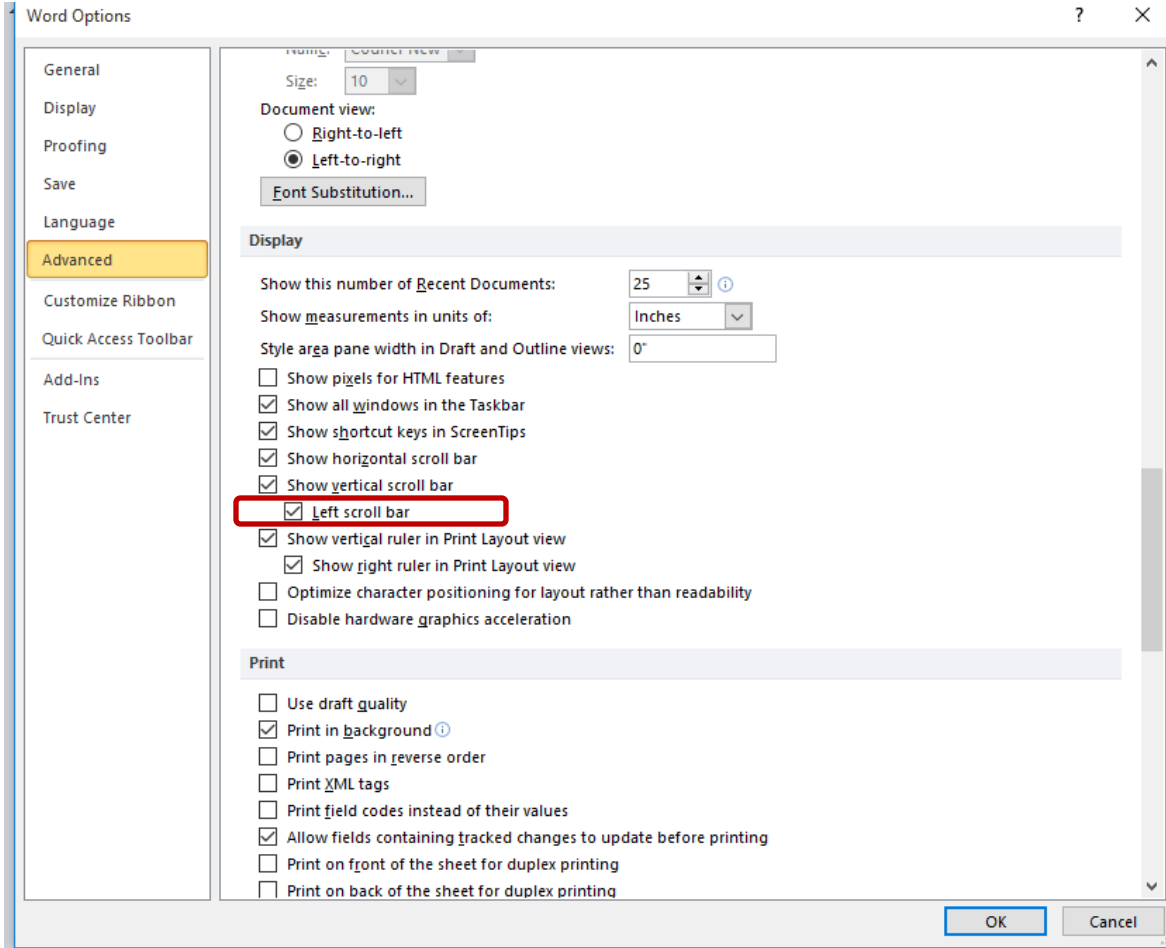 Word Options
?
General
Display
Proofing
Save
Language
Advanced
Customize Ribbon
Quick Access Toolbar
Add-Ins
Trust Center
Name: Courier New
Size: 10
Document view:
Right-to-left
Left-to-right
Font Substitution...
Display
Show this number of Recent Documents: 25
Show measurements in units of: Inches
Style area pane width in Draft and Outline views: 0"
Show pixels for HTML features
Show all windows in the Taskbar
Show shortcut keys in ScreenTips
Show horizontal scroll bar
Show vertical scroll bar
Left scroll bar
Show vertical ruler in Print Layout view
Show right ruler in Print Layout view
Optimize character positioning for layout rather than readability
Disable hardware graphics acceleration
Print
Use draft quality
Print in background
Print pages in reverse order
Print XML tags
Print field codes instead of their values
Allow fields containing tracked changes to update before printing
Print on front of the sheet for duplex printing
Print on back of the sheet for duplex printing
OK Cancel